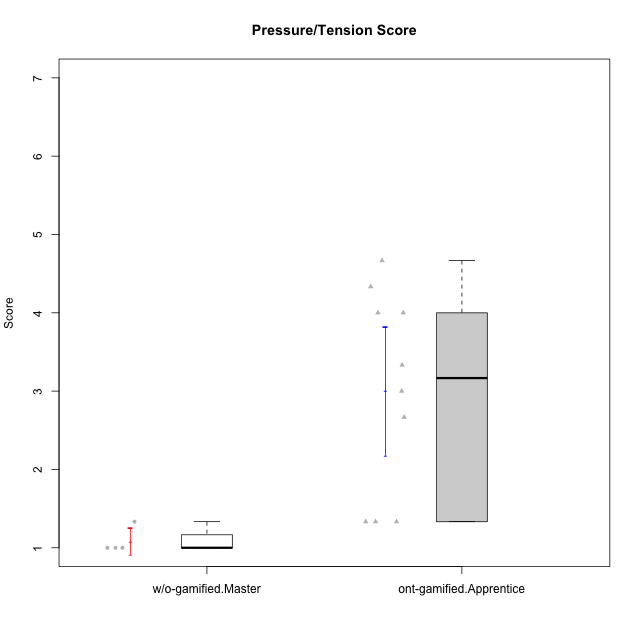 Pressure/Tension Score
7
6
5
4
3
2
1
Score
w/o-gamified.Master
ont-gamified.Apprentice